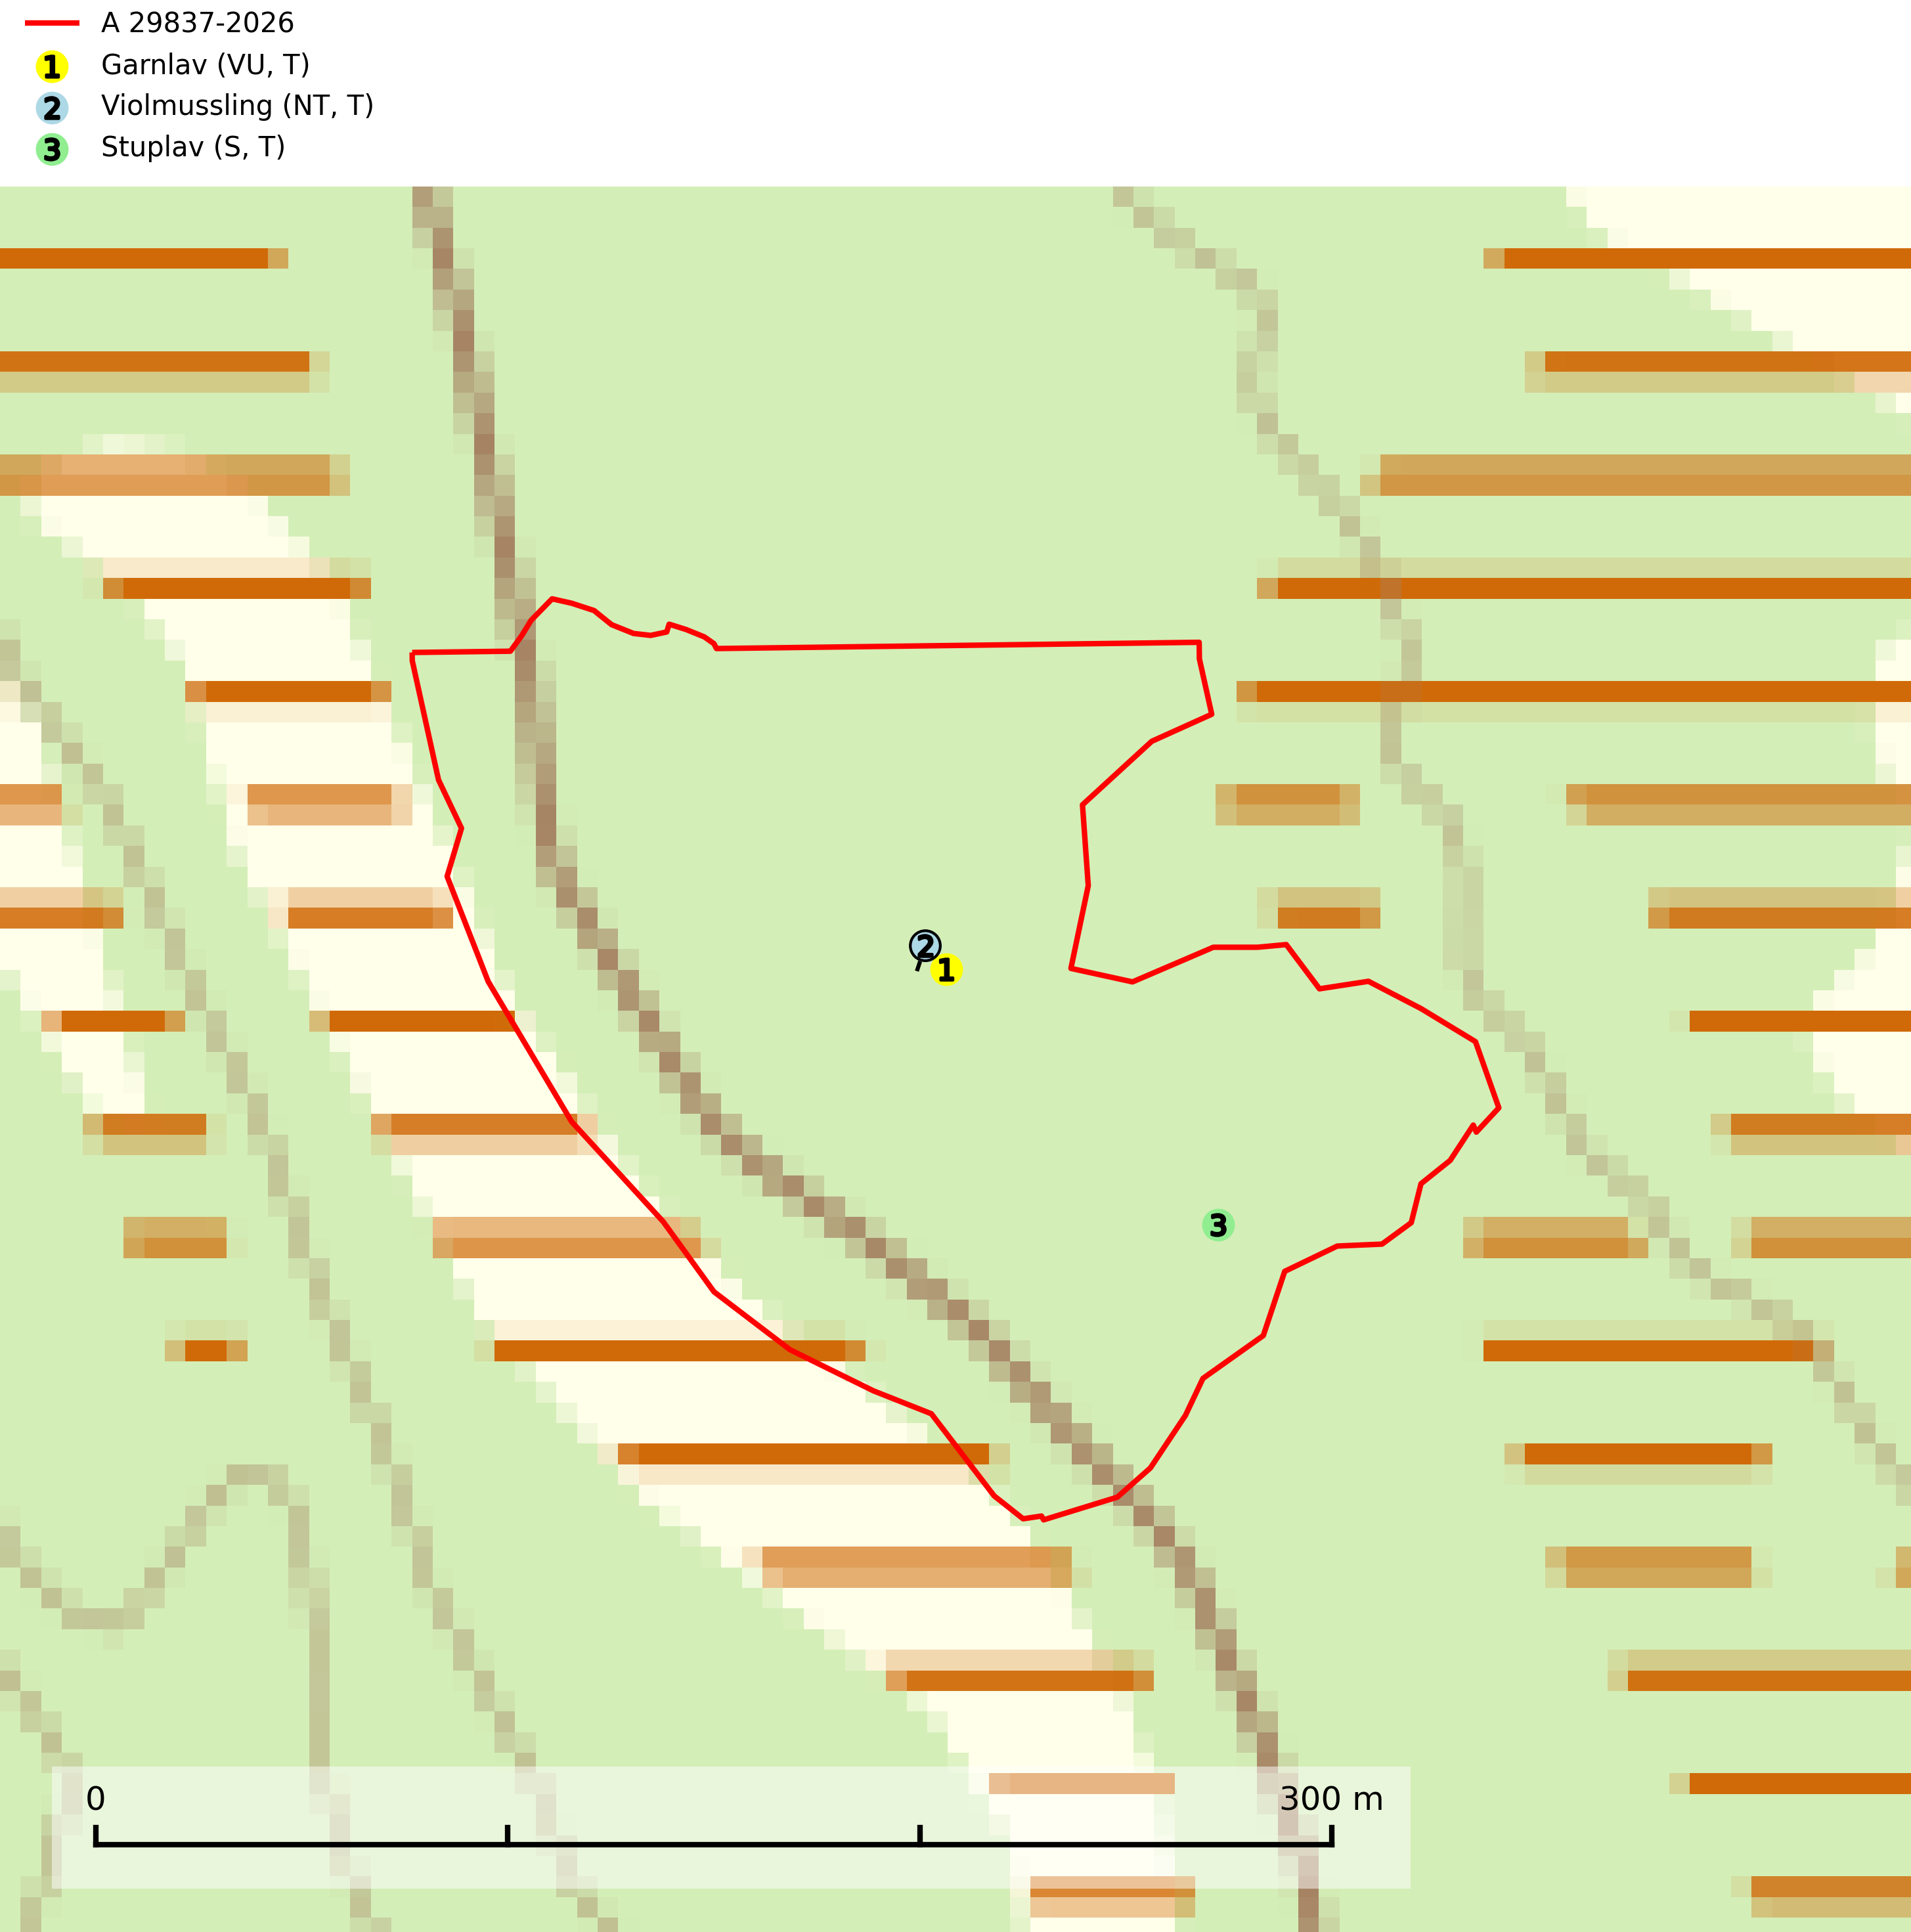 A 29837-2026
1 Garnlav (VU, T)
2 Violmussling (NT, T)
3 Stuplav (S, T)
2
1
3
0 300 m